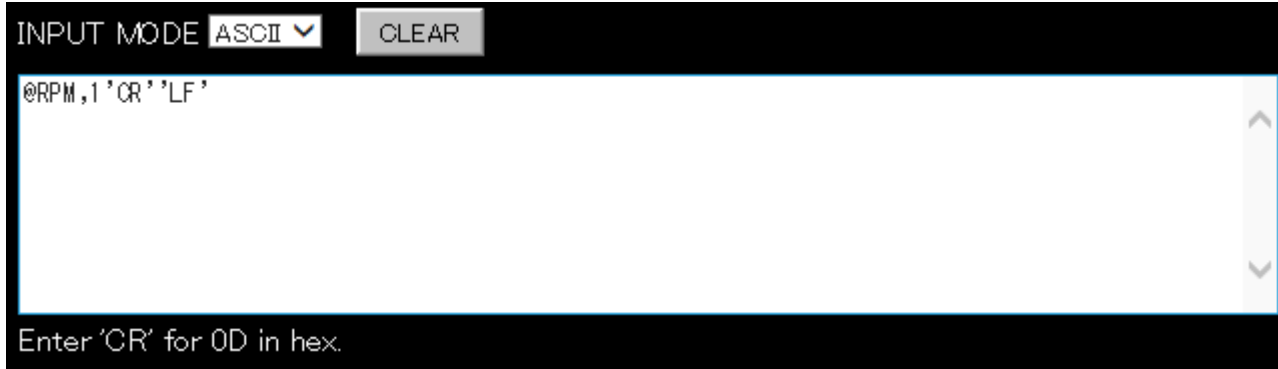 INPUT MODE ASCII CLEAR
@RPM,1'CR''LF'
Enter 'CR' for 0D in hex.